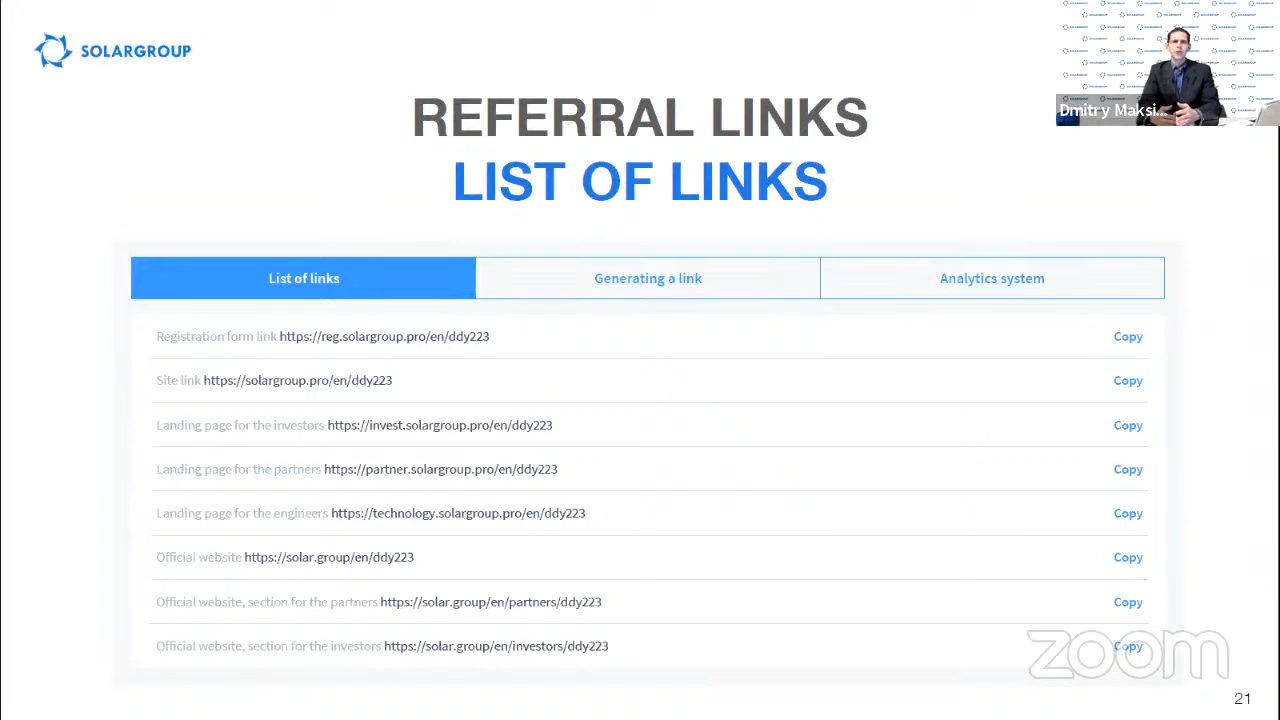 SOLARGROUP
Dmitry Maksi...
REFERRAL LINKS
LIST OF LINKS
List of links
Generating a link
Analytics system
Registration form link https://reg.solargroup.pro/en/ddy223 Copy
Site link https://solargroup.pro/en/ddy223 Copy
Landing page for the investors https://invest.solargroup.pro/en/ddy223 Copy
Landing page for the partners https://partner.solargroup.pro/en/ddy223 Copy
Landing page for the engineers https://technology.solargroup.pro/en/ddy223 Copy
Official website https://solar.group/en/ddy223 Copy
Official website, section for the partners https://solar.group/en/partners/ddy223 Copy
Official website, section for the investors https://solar.group/en/investors/ddy223 Copy
zoom
21